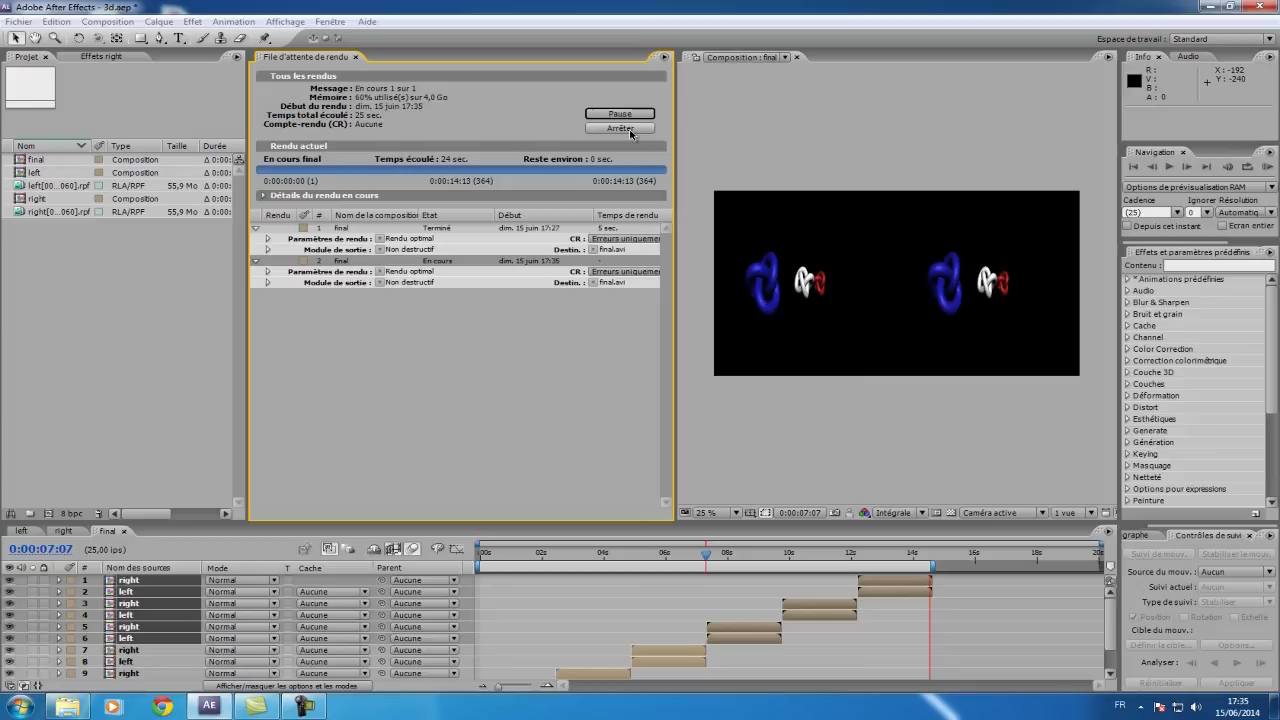 Adobe After Effects - 3d.aep *
Fichier Edition Composition Calque Effet Animation Affichage Fenêtre Aide
Espace de travail : Standard
Projet Effets right
File d'attente de rendu
Composition : final
Info Audio
Tous les rendus
Message : En cours 1 sur 1
Mémoire : 60% utilisé(s) sur 4,0 Go
Début du rendu : dim. 15 juin 17:35
Temps total écoulé : 25 sec.
Compte-rendu (CR) : Aucune
Pause
Arrêter
R :
V :
B :
A : 0
X : -192
Y : -240
Rendu actuel
En cours final Temps écoulé : 24 sec. Reste environ : 0 sec.
0:00:00:00 (1) 0:00:14:13 (364) 0:00:14:13 (364)
Détails du rendu en cours
Nom Type Taille Durée
final Composition Δ 0:00:
left Composition Δ 0:00:
left[00...060].rpf RLA/RPF 55,9 Mo Δ 0:00:
right Composition Δ 0:00:
right[0...060].rpf RLA/RPF 55,9 Mo Δ 0:00:
Rendu # Nom de la composition Etat Début Temps de rendu
1 final Terminé dim. 15 juin 17:27 5 sec.
Paramètres de rendu : Rendu optimal CR : Erreurs uniquemen
Module de sortie : Non destructif Destin. : final.avi
2 final En cours dim. 15 juin 17:35 -
Paramètres de rendu : Rendu optimal CR : Erreurs uniquemen
Module de sortie : Non destructif Destin. : final.avi
Navigation
Options de prévisualisation RAM
Cadence Ignorer Résolution
(25) 0 Automatiq...
Depuis cet instant Ecran entier
Effets et paramètres prédéfinis
Contenu :
* Animations prédéfinies
Audio
Blur & Sharpen
Bruit et grain
Cache
Channel
Color Correction
Correction colorimétrique
Couche 3D
Couches
Déformation
Distort
Esthétiques
Generate
Génération
Keying
Masquage
Netteté
Options pour expressions
Peinture
8 bpc
25 % 0:00:07:07 Intégrale Caméra active 1 vue
left right final
0:00:07:07 (25,00 ips)
:00s 02s 04s 06s 08s 10s 12s 14s 16s 18s 20s
# Nom des sources Mode T Cache Parent
1 right Normal Aucune
2 left Normal Aucune Aucune
3 right Normal Aucune Aucune
4 left Normal Aucune Aucune
5 right Normal Aucune Aucune
6 left Normal Aucune Aucune
7 right Normal Aucune Aucune
8 left Normal Aucune Aucune
9 right Normal Aucune Aucune
Afficher/masquer les options et les modes
graphe Contrôles de suivi
Suivi de mouv. Stabiliser le mouv.
Source du mouv. : Aucun
Suivi actuel : Aucun
Type de suivi : Stabiliser
Position Rotation Echelle
Cible du mouv. :
Définir la cible... Options...
Analyser :
Réinitialiser Appliquer
FR
17:35
15/06/2014